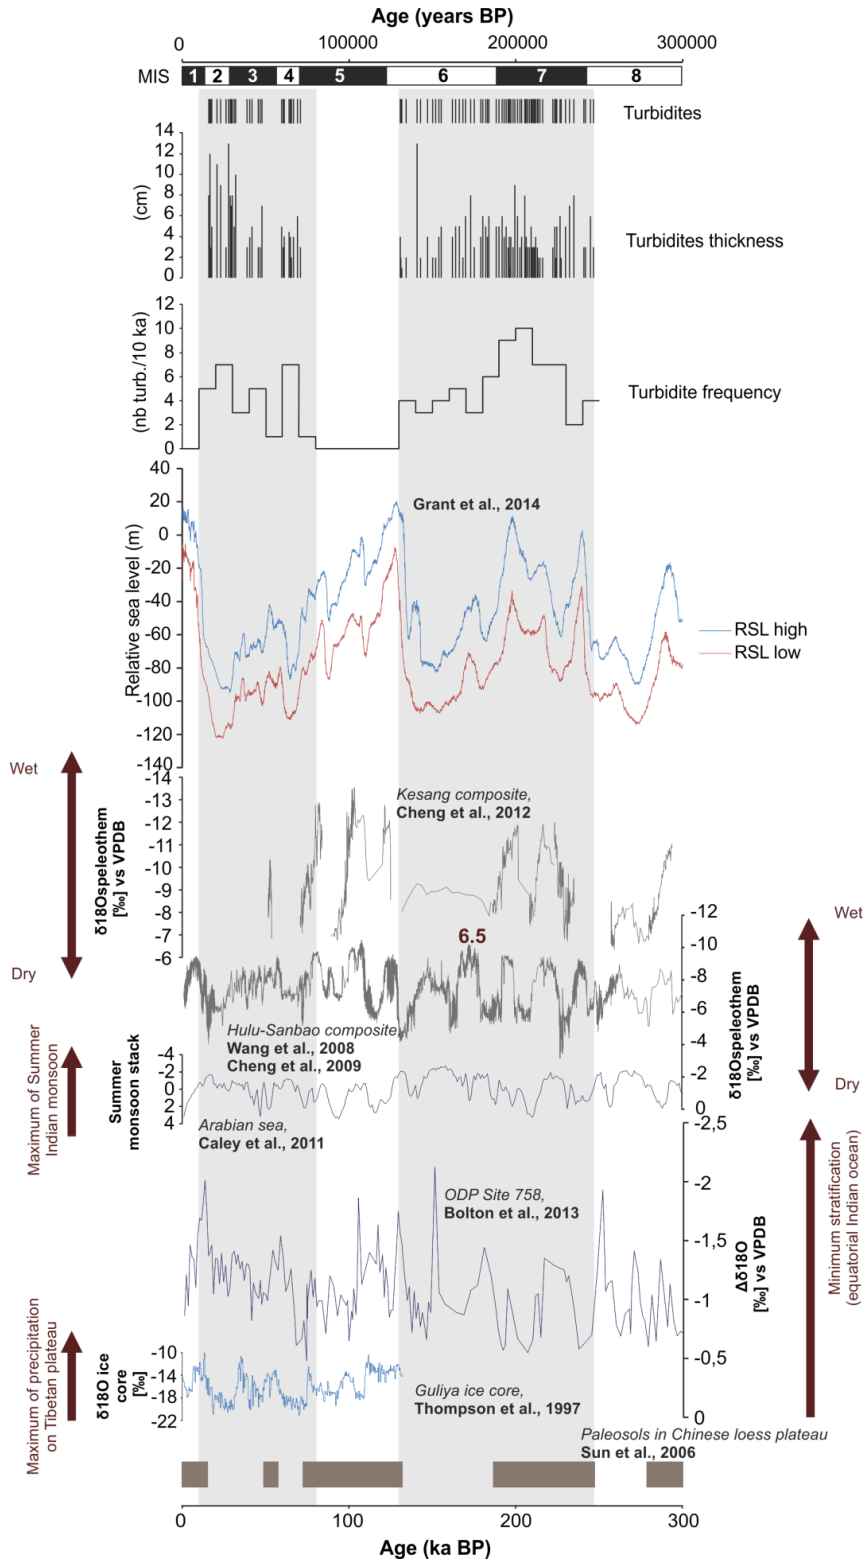 Age (years BP)
0 100000 200000 300000
MIS 1 2 3 4 5 6 7 8
Turbidites
14
12
10
8
6
4
2
0
(cm)
Turbidites thickness
12
10
8
6
4
2
0
(nb turb./10 ka)
Turbidite frequency
40
20
0
-20
-40
-60
-80
-100
-120
-140
Relative sea level (m)
Grant et al., 2014
RSL high
RSL low
Wet
Dry
-14
-13
-12
-11
-10
-9
-8
-7
-6
δ18Ospeleothem
[‰] vs VPDB
Kesang composite,
Cheng et al., 2012
6.5
-12
-10
-8
-6
-4
-2
0
δ18Ospeleothem
[‰] vs VPDB
Wet
Dry
Hulu-Sanbao composite,
Wang et al., 2008
Cheng et al., 2009
Maximum of Summer
Indian monsoon
Summer
monsoon stack
-4
-2
0
2
4
Arabian sea,
Caley et al., 2011
-2,5
-2
-1,5
-1
-0,5
0
Δδ18O
[‰] vs VPDB
Minimum stratification
(equatorial Indian ocean)
ODP Site 758,
Bolton et al., 2013
Maximum of precipitation
on Tibetan plateau
δ18O ice
core
[‰]
-10
-14
-18
-22
Guliya ice core,
Thompson et al., 1997
Paleosols in Chinese loess plateau
Sun et al., 2006
0 100 200 300
Age (ka BP)